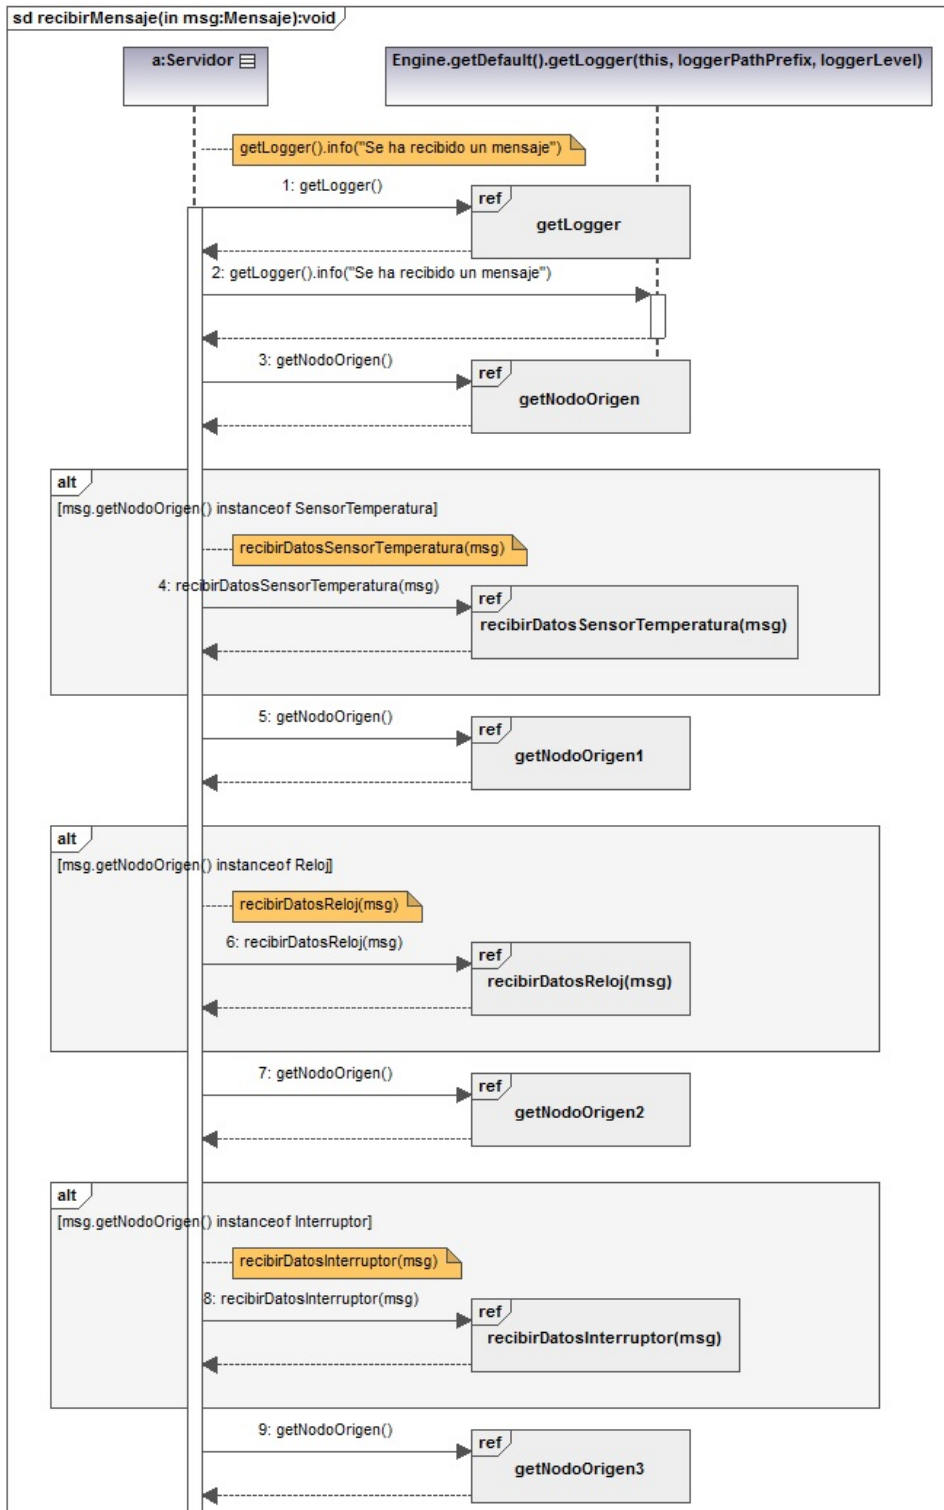 sd recibirMensaje(in msg:Mensaje):void
a:Servidor
Engine.getDefault().getLogger(this, loggerPathPrefix, loggerLevel)
getLogger().info("Se ha recibido un mensaje")
1: getLogger()
ref
getLogger
2: getLogger().info("Se ha recibido un mensaje")
3: getNodoOrigen()
ref
getNodoOrigen
alt
[msg.getNodoOrigen() instanceof SensorTemperatura]
recibirDatosSensorTemperatura(msg)
4: recibirDatosSensorTemperatura(msg)
ref
recibirDatosSensorTemperatura(msg)
5: getNodoOrigen()
ref
getNodoOrigen1
alt
[msg.getNodoOrigen() instanceof Reloj]
recibirDatosReloj(msg)
6: recibirDatosReloj(msg)
ref
recibirDatosReloj(msg)
7: getNodoOrigen()
ref
getNodoOrigen2
alt
[msg.getNodoOrigen() instanceof Interruptor]
recibirDatosInterruptor(msg)
8: recibirDatosInterruptor(msg)
ref
recibirDatosInterruptor(msg)
9: getNodoOrigen()
ref
getNodoOrigen3